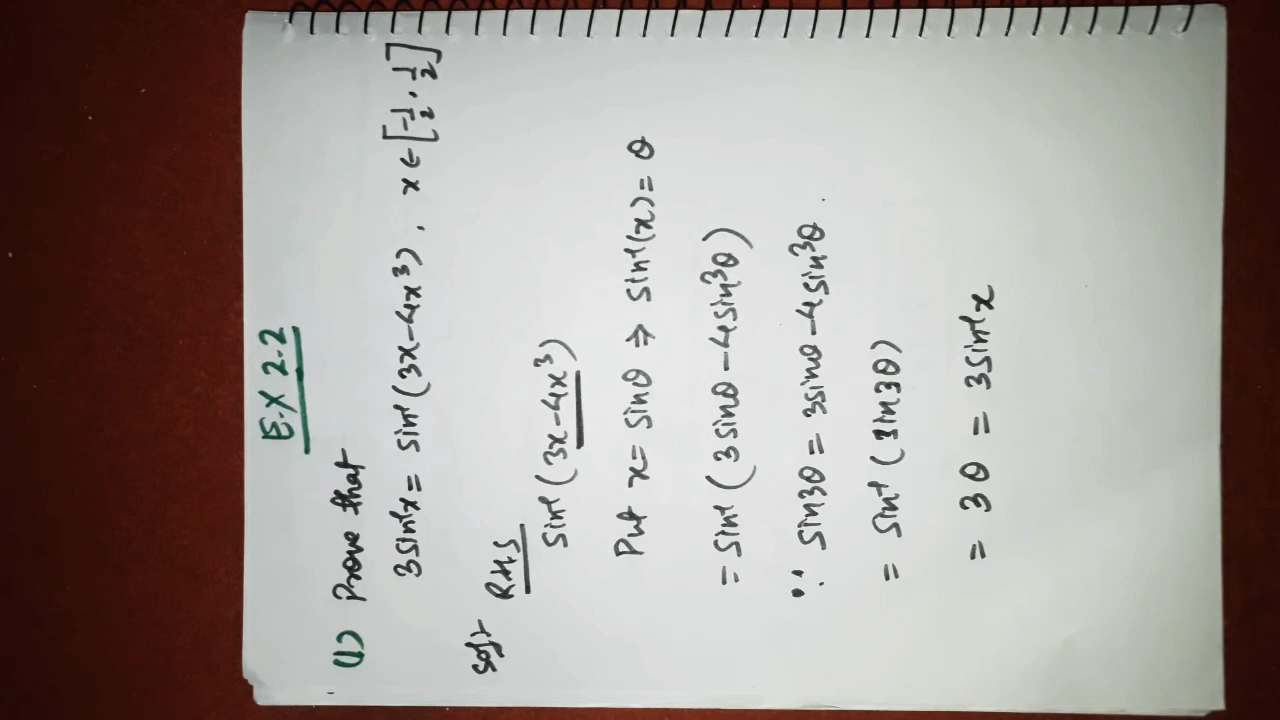 EX 2.2
(1) Prove that
3sin⁻¹x = sin⁻¹(3x-4x³), x ∈ [-1/2, 1/2]
Sol:- RHS
sin⁻¹(3x-4x³)
Put x = sinθ ⇒ sin⁻¹(x) = θ
= sin⁻¹(3sinθ-4sin³θ)
∵ sin3θ = 3sinθ-4sin³θ.
= sin⁻¹(sin3θ)
= 3θ = 3sin⁻¹x